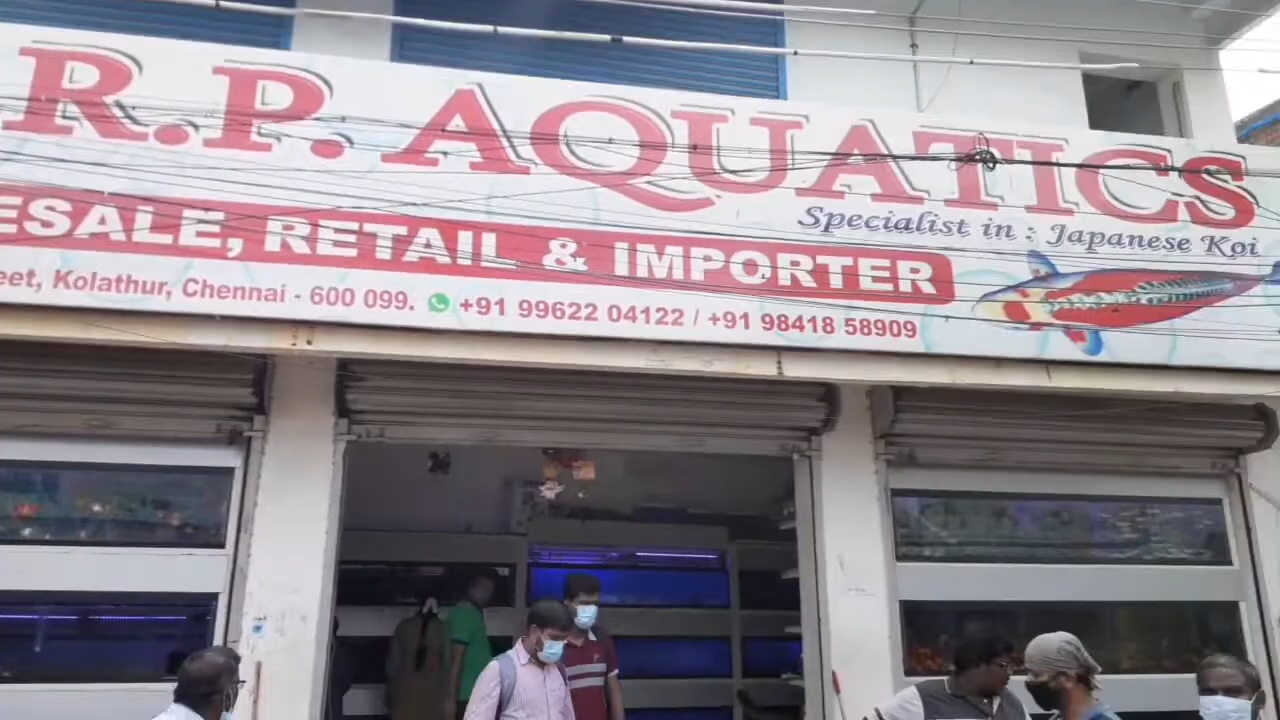 R.P. AQUATICS
Specialist in : Japanese Koi
ESALE, RETAIL & IMPORTER
eet, Kolathur, Chennai - 600 099. +91 99622 04122 / +91 98418 58909